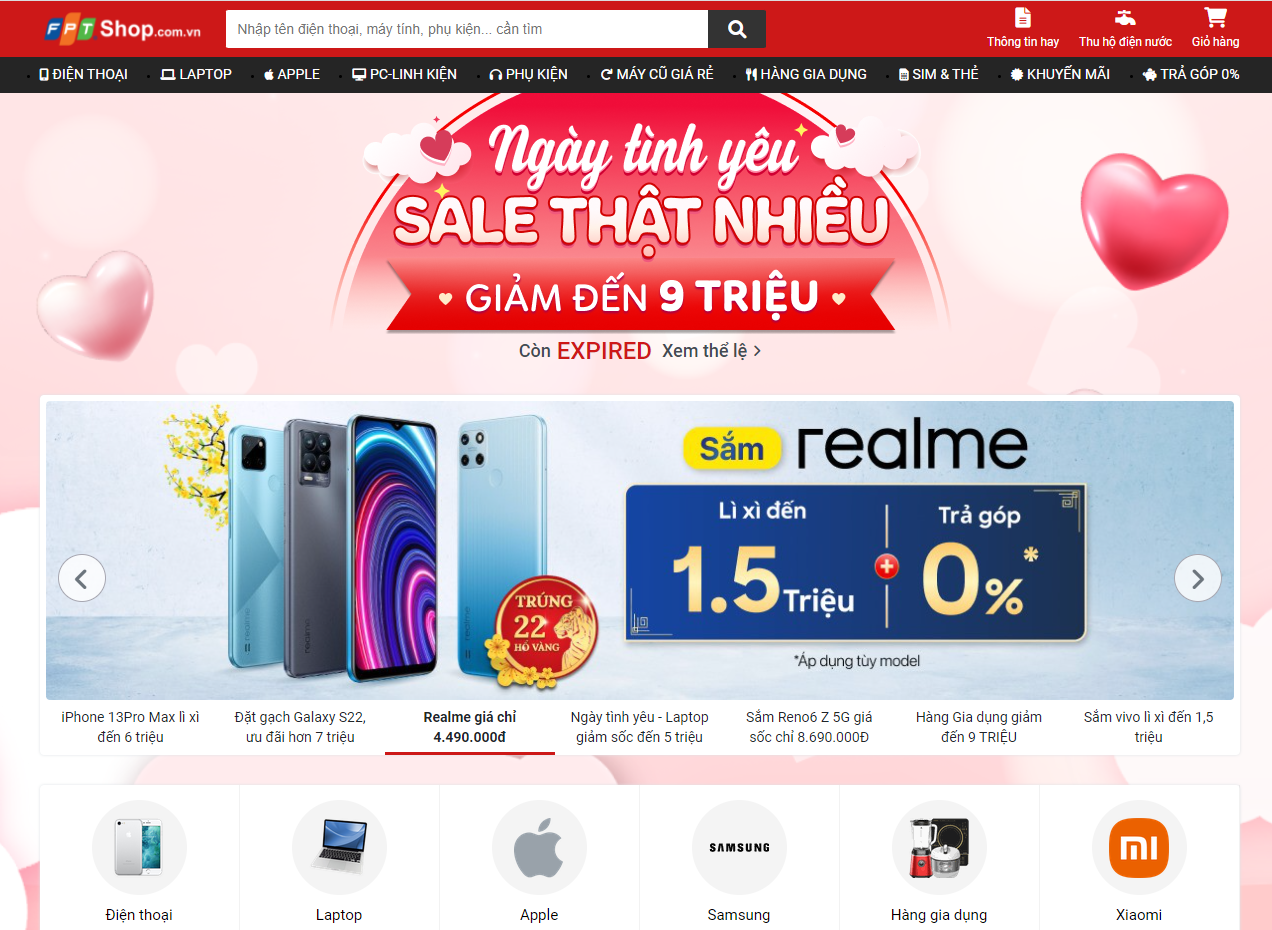 FPT Shop.com.vn
Nhập tên điện thoại, máy tính, phụ kiện... cần tìm
Thông tin hay
Thu hộ điện nước
Giỏ hàng
ĐIỆN THOẠI
LAPTOP
APPLE
PC-LINH KIỆN
PHỤ KIỆN
MÁY CŨ GIÁ RẺ
HÀNG GIA DỤNG
SIM & THẺ
KHUYẾN MÃI
TRẢ GÓP 0%
Ngày tình yêu
SALE THẬT NHIỀU
GIẢM ĐẾN 9 TRIỆU
Còn EXPIRED Xem thể lệ
Sắm realme
Lì xì đến
1.5 Triệu
+
Trả góp
0%*
*Áp dụng tùy model
TRÚNG
22
HỔ VÀNG
realme
realme
realme
iPhone 13Pro Max lì xì
đến 6 triệu
Đặt gạch Galaxy S22,
ưu đãi hơn 7 triệu
Realme giá chỉ
4.490.000đ
Ngày tình yêu - Laptop
giảm sốc đến 5 triệu
Sắm Reno6 Z 5G giá
sốc chỉ 8.690.000Đ
Hàng Gia dụng giảm
đến 9 TRIỆU
Sắm vivo lì xì đến 1,5
triệu
SAMSUNG
MI
Điện thoại
Laptop
Apple
Samsung
Hàng gia dụng
Xiaomi